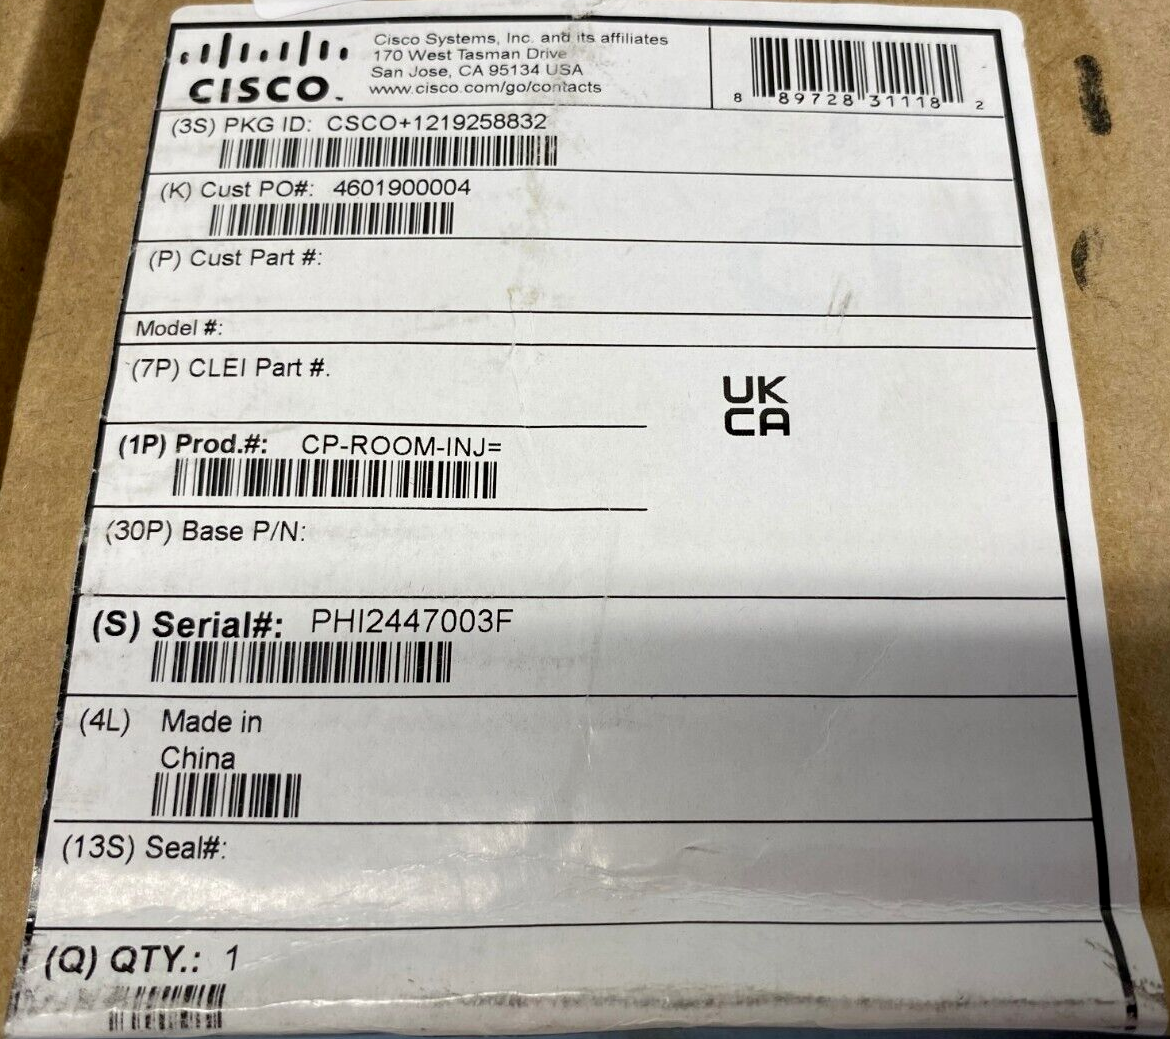 CISCO
Cisco Systems, Inc. and its affiliates
170 West Tasman Drive
San Jose, CA 95134 USA
www.cisco.com/go/contacts
8 89728 31118 2
(3S) PKG ID: CSCO+1219258832
(K) Cust PO#: 4601900004
(P) Cust Part #:
Model #:
(7P) CLEI Part #.
UK
CA
(1P) Prod.#: CP-ROOM-INJ=
(30P) Base P/N:
(S) Serial#: PHI2447003F
(4L) Made in
China
(13S) Seal#:
(Q) QTY.: 1